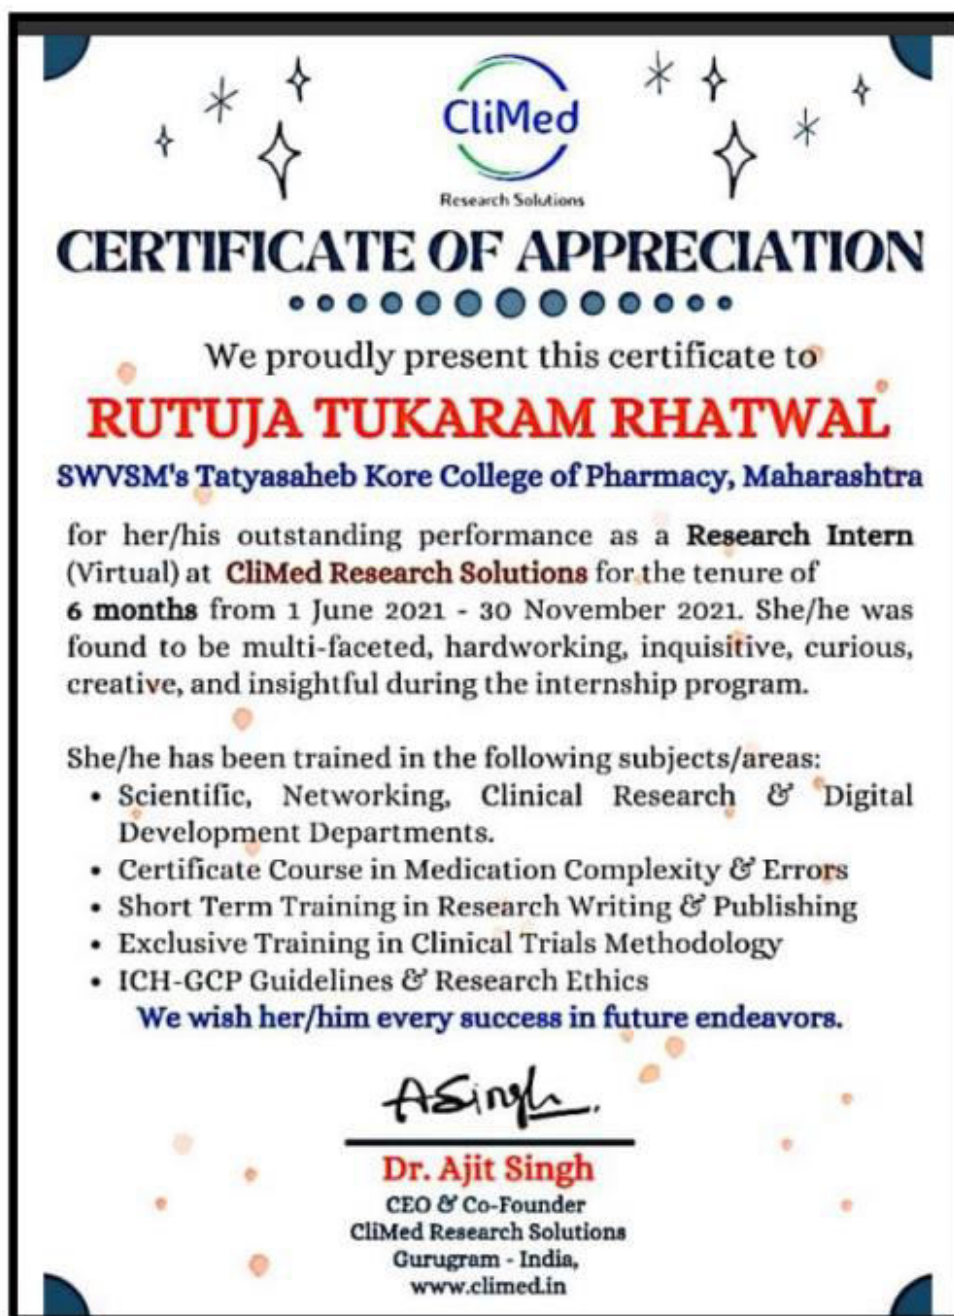 CliMed
Research Solutions
CERTIFICATE OF APPRECIATION
We proudly present this certificate to
RUTUJA TUKARAM RHATWAL
SWVSM's Tatyasaheb Kore College of Pharmacy, Maharashtra
for her/his outstanding performance as a Research Intern
(Virtual) at CliMed Research Solutions for the tenure of
6 months from 1 June 2021 - 30 November 2021. She/he was
found to be multi-faceted, hardworking, inquisitive, curious,
creative, and insightful during the internship program.
She/he has been trained in the following subjects/areas:
• Scientific, Networking, Clinical Research & Digital
Development Departments.
• Certificate Course in Medication Complexity & Errors
• Short Term Training in Research Writing & Publishing
• Exclusive Training in Clinical Trials Methodology
• ICH-GCP Guidelines & Research Ethics
We wish her/him every success in future endeavors.
ASingh.
Dr. Ajit Singh
CEO & Co-Founder
CliMed Research Solutions
Gurugram - India,
www.climed.in